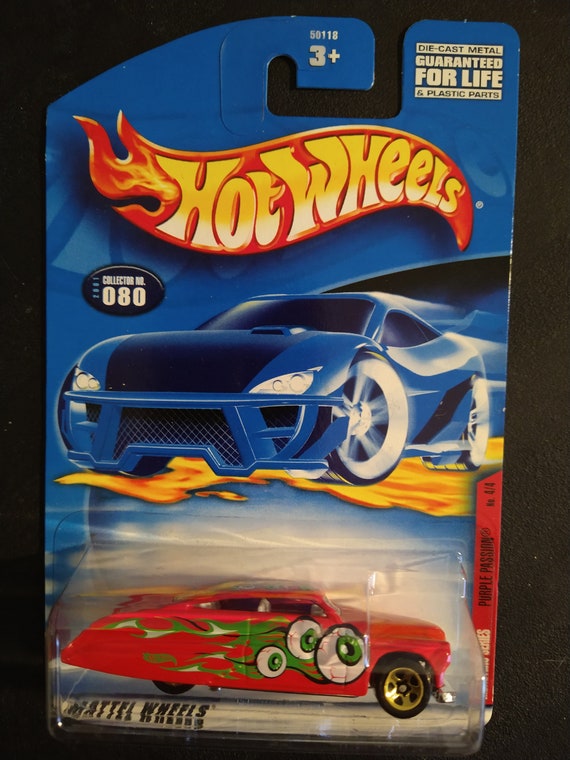 50118
3+
DIE-CAST METAL
GUARANTEED
FOR LIFE
& PLASTIC PARTS
HOT WHEELS®
2001
COLLECTOR NO.
080
No. 4/4
PURPLE PASSION®
SERIES
MATTEL WHEELS